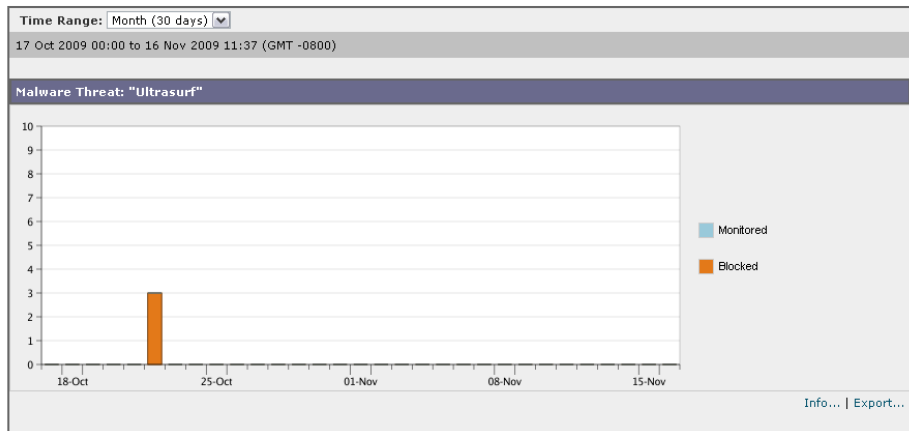 Time Range: Month (30 days)
17 Oct 2009 00:00 to 16 Nov 2009 11:37 (GMT -0800)
Malware Threat: "Ultrasurf"
10
9
8
7
6
5
4
3
2
1
0
18-Oct 25-Oct 01-Nov 08-Nov 15-Nov
Monitored
Blocked
Info... | Export...